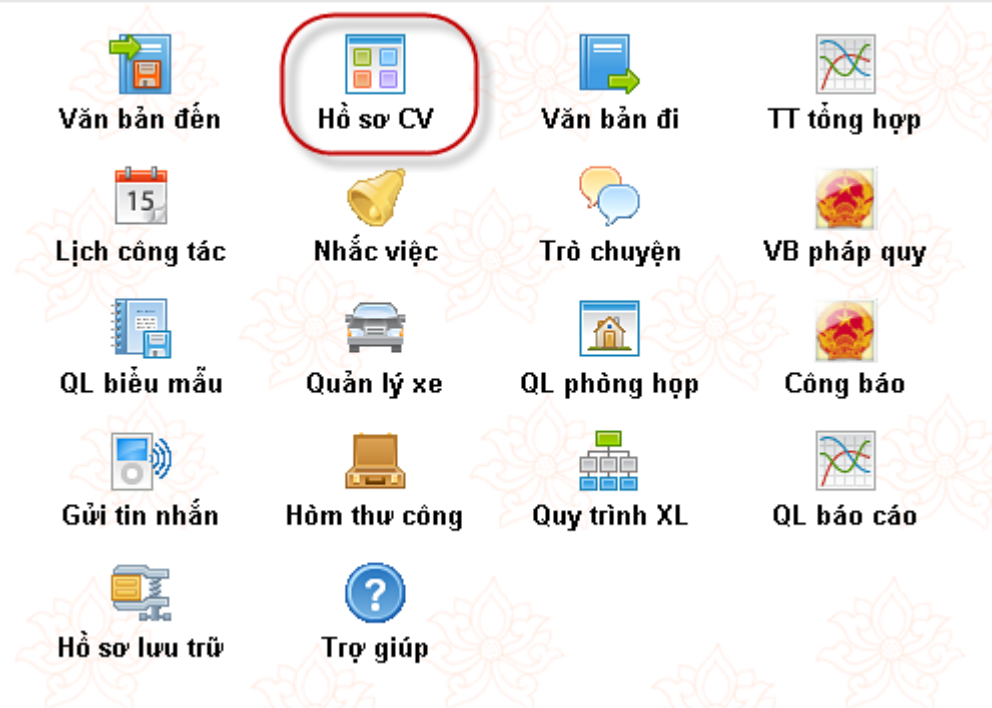 Văn bản đến
Hồ sơ CV
Văn bản đi
TT tổng hợp
15
Lịch công tác
Nhắc việc
Trò chuyện
VB pháp quy
QL biểu mẫu
Quản lý xe
QL phòng họp
Công báo
Gửi tin nhắn
Hòm thư công
Quy trình XL
QL báo cáo
Hồ sơ lưu trữ
?
Trợ giúp